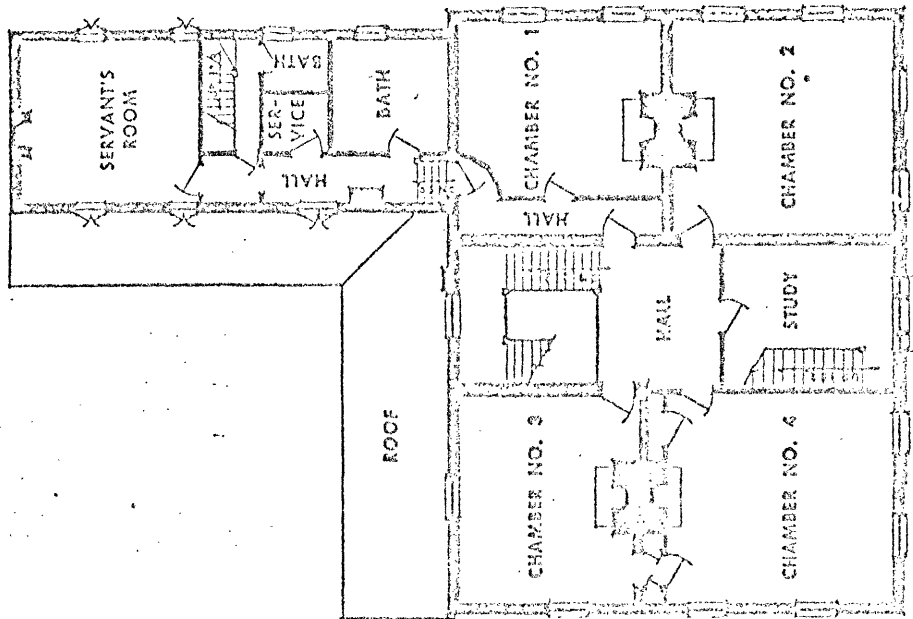 SERVANT'S
ROOM
BATH
SER-
VICE
BATH
HALL
CHAMBER NO. 1
CHAMBER NO. 2
HALL
HALL
STUDY
ROOF
CHAMBER NO. 3
CHAMBER NO. 4